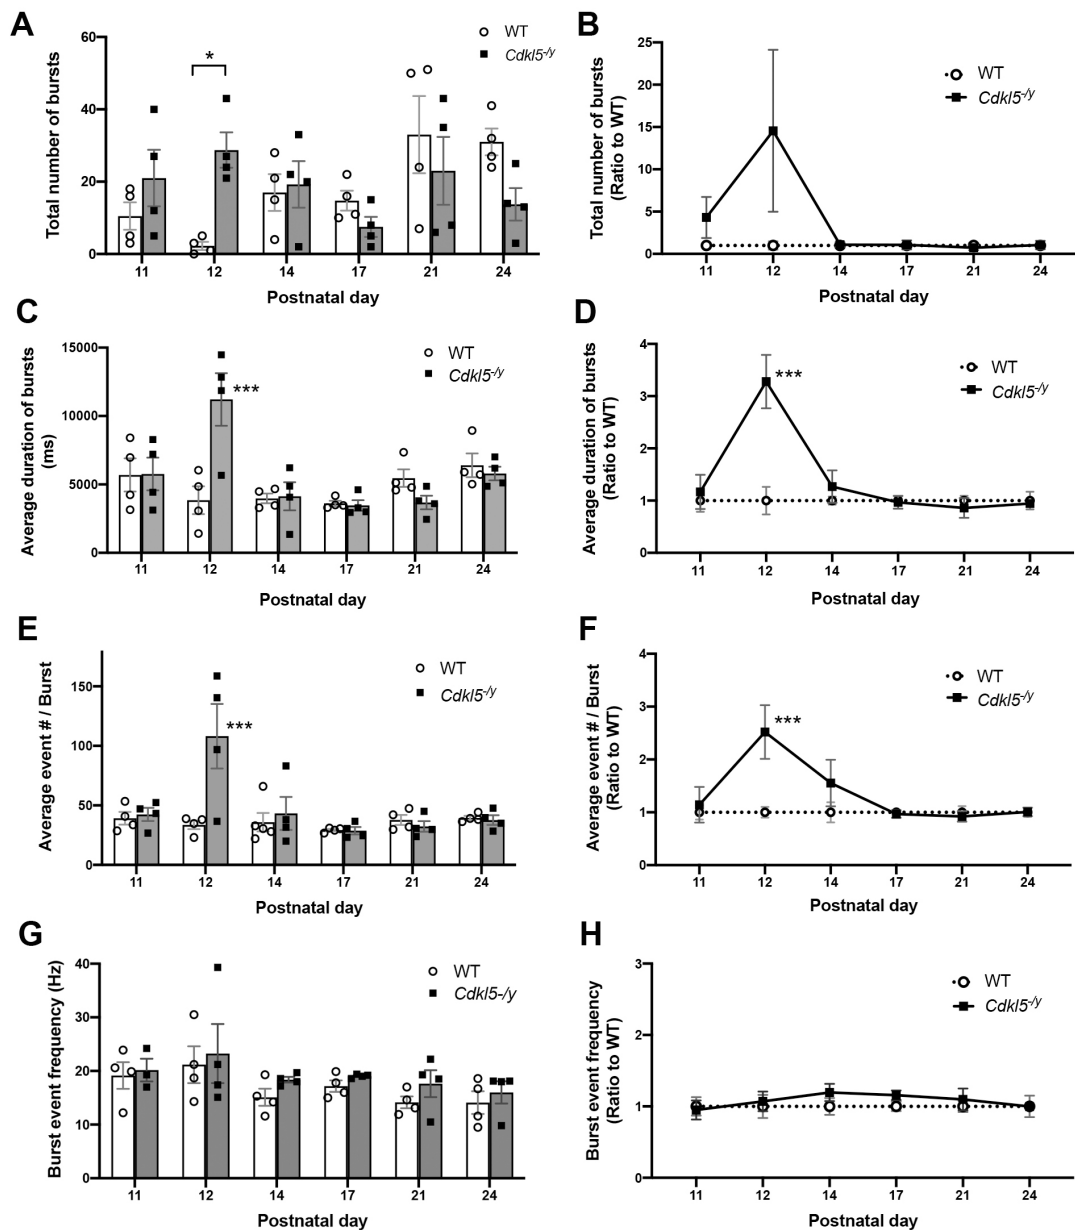 A
Total number of bursts
60
40
20
0
*
WT
Cdkl5-/y
11 12 14 17 21 24
Postnatal day
B
Total number of bursts
(Ratio to WT)
25
20
15
10
5
0
WT
Cdkl5-/y
11 12 14 17 21 24
Postnatal day
C
Average duration of bursts
(ms)
15000
10000
5000
0
***
WT
Cdkl5-/y
11 12 14 17 21 24
Postnatal day
D
Average duration of bursts
(Ratio to WT)
4
3
2
1
0
***
WT
Cdkl5-/y
11 12 14 17 21 24
Postnatal day
E
Average event # / Burst
150
100
50
0
***
WT
Cdkl5-/y
11 12 14 17 21 24
Postnatal day
F
Average event # / Burst
(Ratio to WT)
4
3
2
1
0
***
WT
Cdkl5-/y
11 12 14 17 21 24
Postnatal day
G
Burst event frequency (Hz)
40
30
20
10
0
WT
Cdkl5-/y
11 12 14 17 21 24
Postnatal day
H
Burst event frequency
(Ratio to WT)
3
2
1
0
WT
Cdkl5-/y
11 12 14 17 21 24
Postnatal day